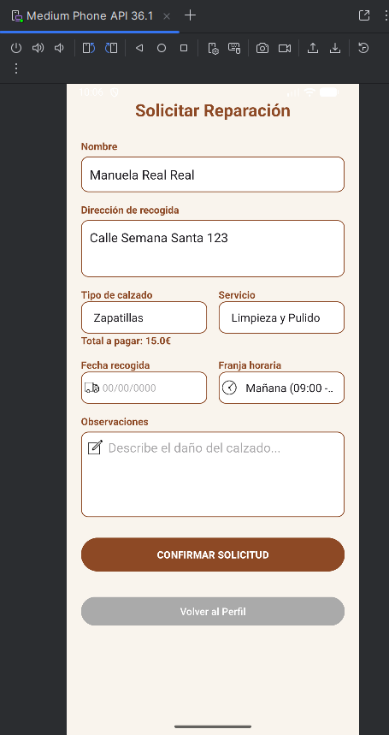 Medium Phone API 36.1
Solicitar Reparación
Nombre
Manuela Real Real
Dirección de recogida
Calle Semana Santa 123
Tipo de calzado Servicio
Zapatillas Limpieza y Pulido
Total a pagar: 15.0€
Fecha recogida Franja horaria
00/00/0000 Mañana (09:00 -..
Observaciones
Describe el daño del calzado...
CONFIRMAR SOLICITUD
Volver al Perfil